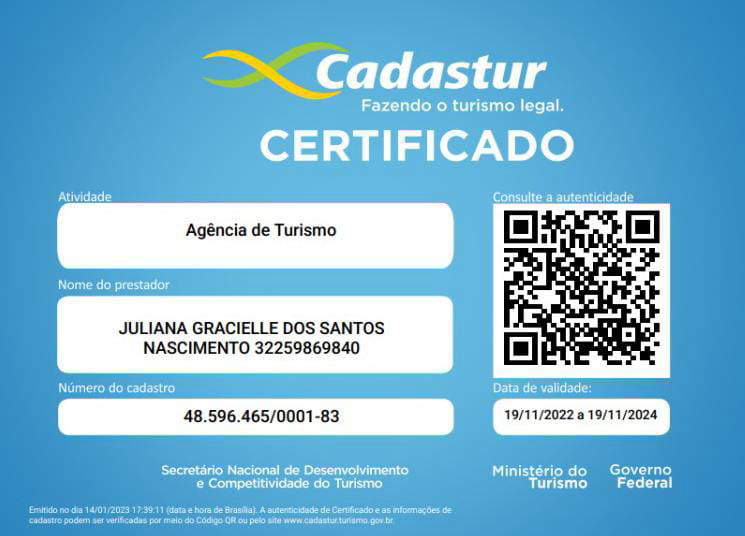 Cadastur
Fazendo o turismo legal.
CERTIFICADO
Atividade
Agência de Turismo
Nome do prestador
JULIANA GRACIELLE DOS SANTOS
NASCIMENTO 32259869840
Número do cadastro
48.596.465/0001-83
Consulte a autenticidade
Data de validade:
19/11/2022 a 19/11/2024
Secretário Nacional de Desenvolvimento
e Competitividade do Turismo
Ministério do
Turismo
Governo
Federal
Emitido no dia 14/01/2023 17:39:11 (data e hora de Brasília). A autenticidade de Certificado e as informações de
cadastro podem ser verificadas por meio do Código QR ou pelo site www.cadastur.turismo.gov.br.